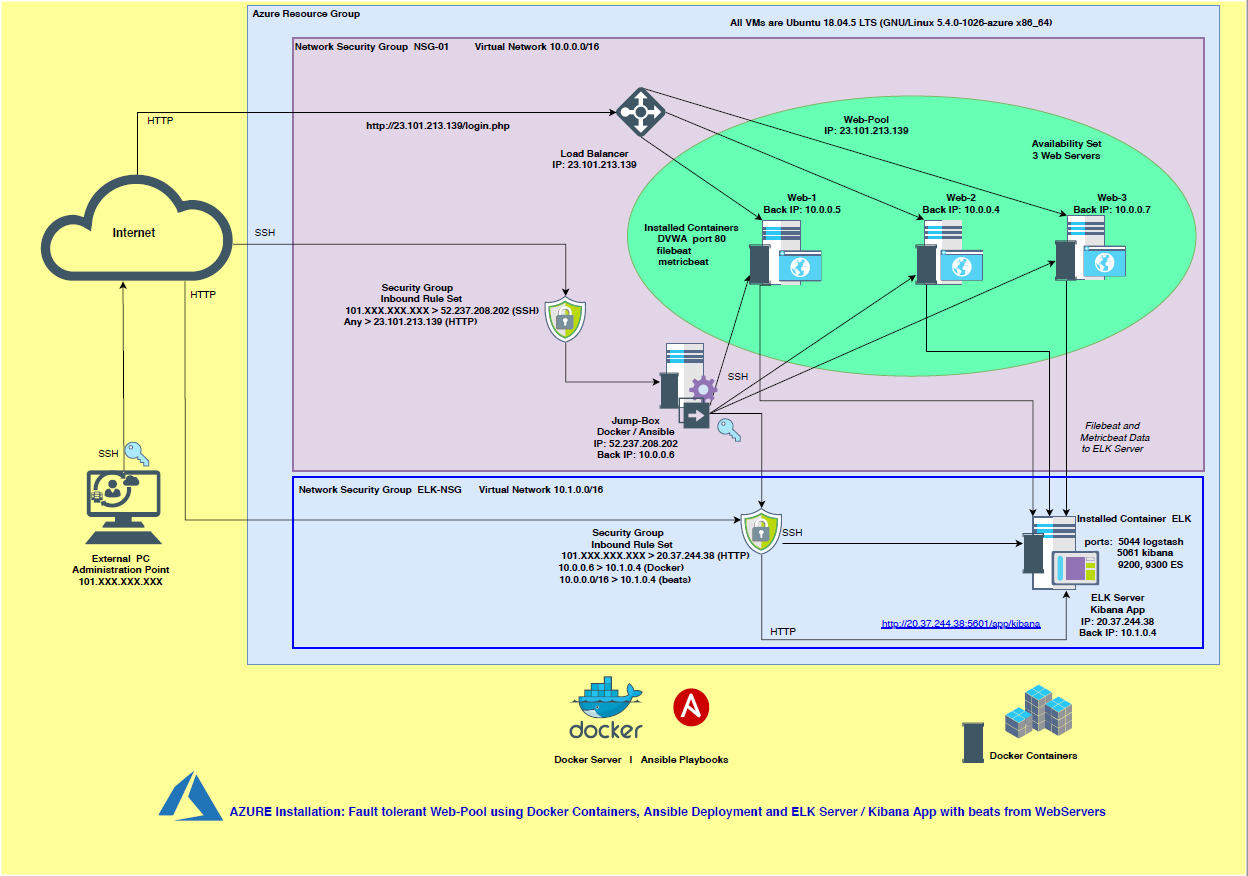 Azure Resource Group
All VMs are Ubuntu 18.04.5 LTS (GNU/Linux 5.4.0-1026-azure x86_64)
Network Security Group NSG-01 Virtual Network 10.0.0.0/16
HTTP
http://23.101.213.139/login.php
Load Balancer
IP: 23.101.213.139
Web-Pool
IP: 23.101.213.139
Availability Set
3 Web Servers
Web-1
Back IP: 10.0.0.5
Web-2
Back IP: 10.0.0.4
Web-3
Back IP: 10.0.0.7
Installed Containers
DVWA port 80
filebeat
metricbeat
Internet
SSH
HTTP
Security Group
Inbound Rule Set
101.XXX.XXX.XXX > 52.237.208.202 (SSH)
Any > 23.101.213.139 (HTTP)
SSH
Jump-Box
Docker / Ansible
IP: 52.237.208.202
Back IP: 10.0.0.6
Filebeat and
Metricbeat Data
to ELK Server
SSH
External PC
Administration Point
101.XXX.XXX.XXX
Network Security Group ELK-NSG Virtual Network 10.1.0.0/16
Security Group
Inbound Rule Set
101.XXX.XXX.XXX > 20.37.244.38 (HTTP)
10.0.0.6 > 10.1.0.4 (Docker)
10.0.0.0/16 > 10.1.0.4 (beats)
SSH
HTTP
http://20.37.244.38:5601/app/kibana
Installed Container ELK
ports: 5044 logstash
5061 kibana
9200, 9300 ES
ELK Server
Kibana App
IP: 20.37.244.38
Back IP: 10.1.0.4
docker
A
Docker Server I Ansible Playbooks
Docker Containers
AZURE Installation: Fault tolerant Web-Pool using Docker Containers, Ansible Deployment and ELK Server / Kibana App with beats from WebServers